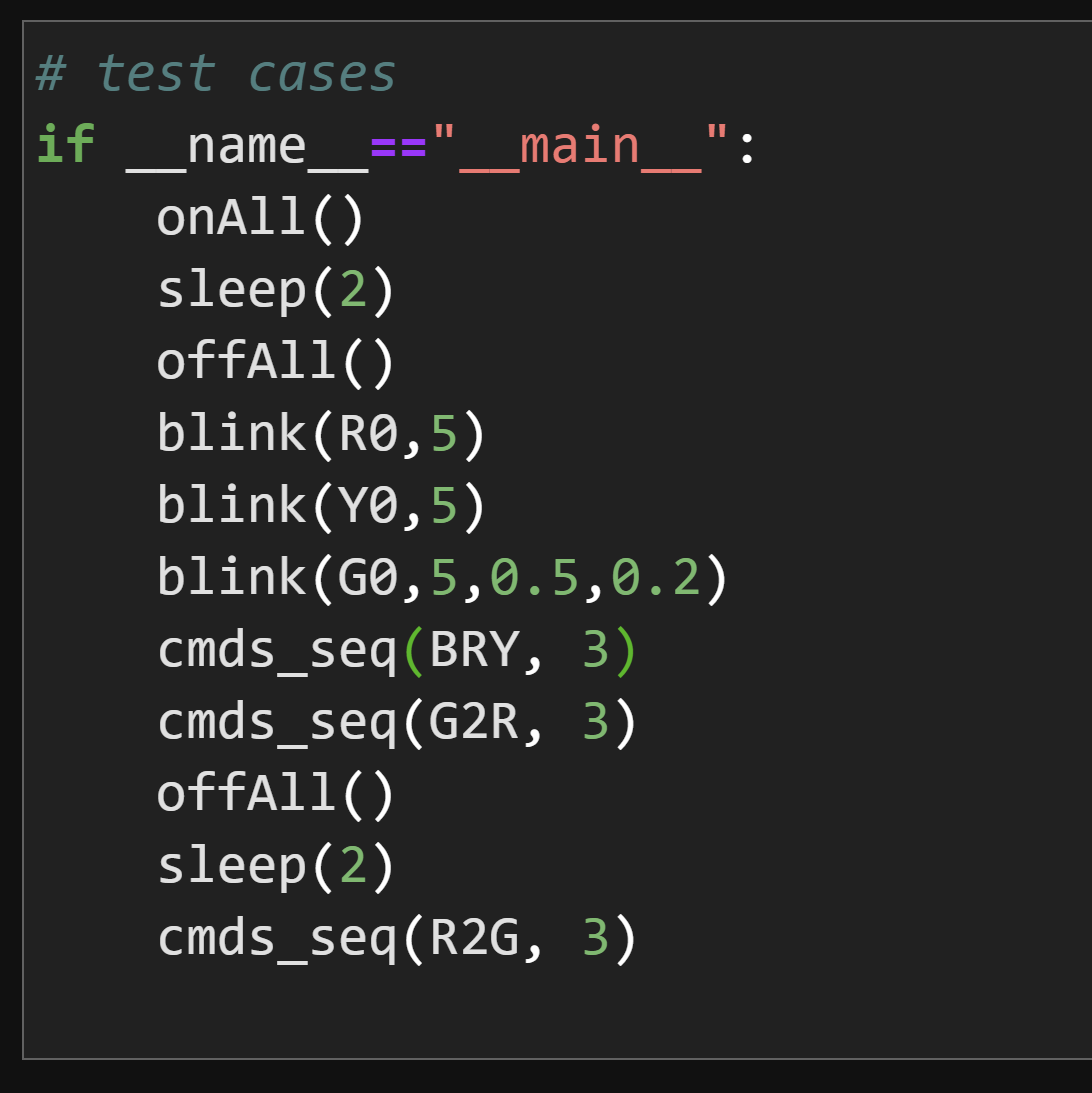 # test cases
if __name__=="__main__":
    onAll()
    sleep(2)
    offAll()
    blink(R0,5)
    blink(Y0,5)
    blink(G0,5,0.5,0.2)
    cmds_seq(BRY, 3)
    cmds_seq(G2R, 3)
    offAll()
    sleep(2)
    cmds_seq(R2G, 3)